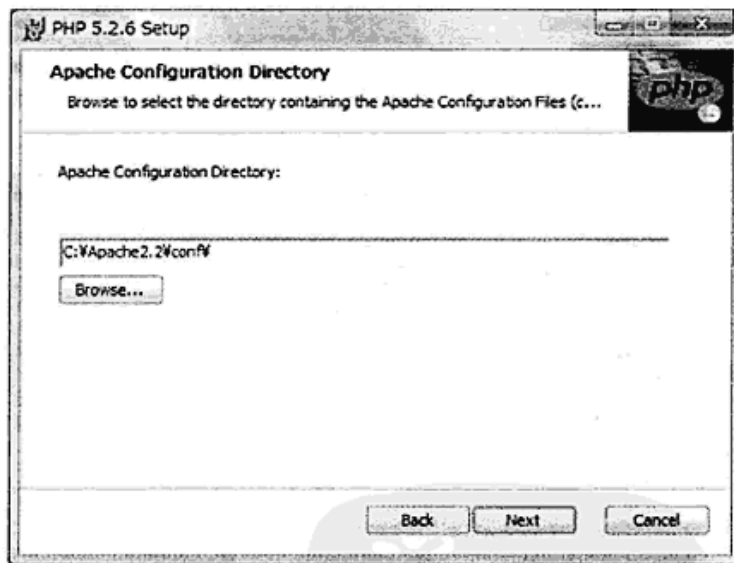 PHP 5.2.6 Setup
Apache Configuration Directory
Browse to select the directory containing the Apache Configuration Files (c...
php
Apache Configuration Directory:
C:¥Apache2.2¥conf¥
Browse...
Back
Next
Cancel